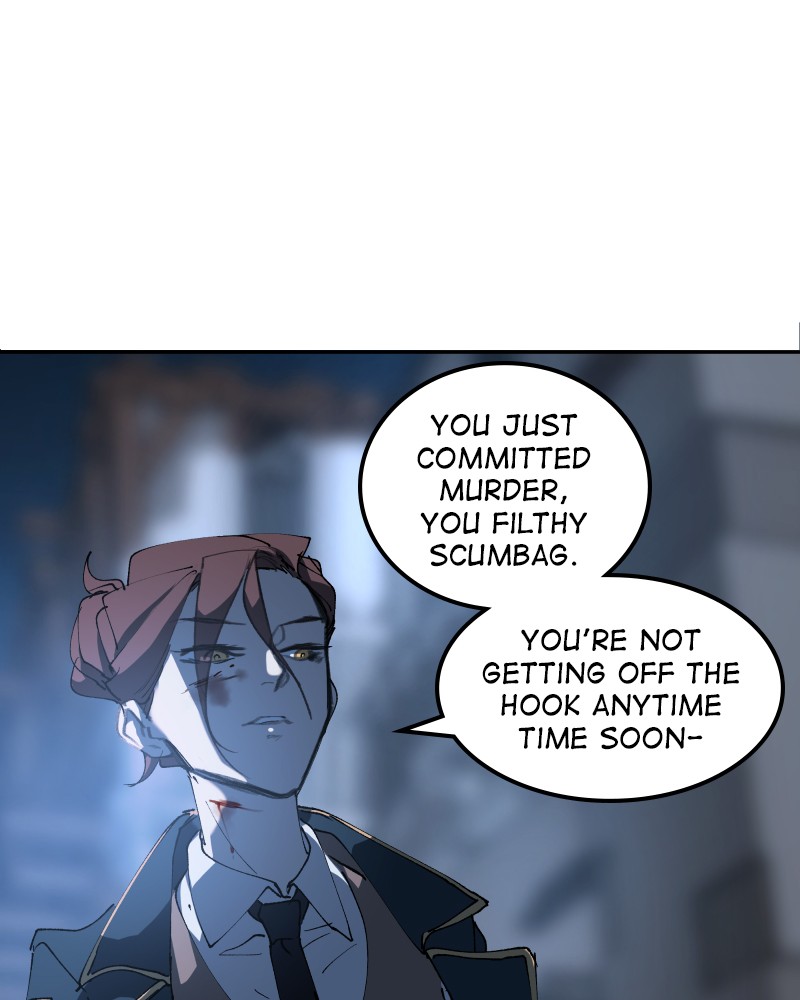 YOU JUST
COMMITTED
MURDER,
YOU FILTHY
SCUMBAG.
YOU'RE NOT
GETTING OFF THE
HOOK ANYTIME
TIME SOON-